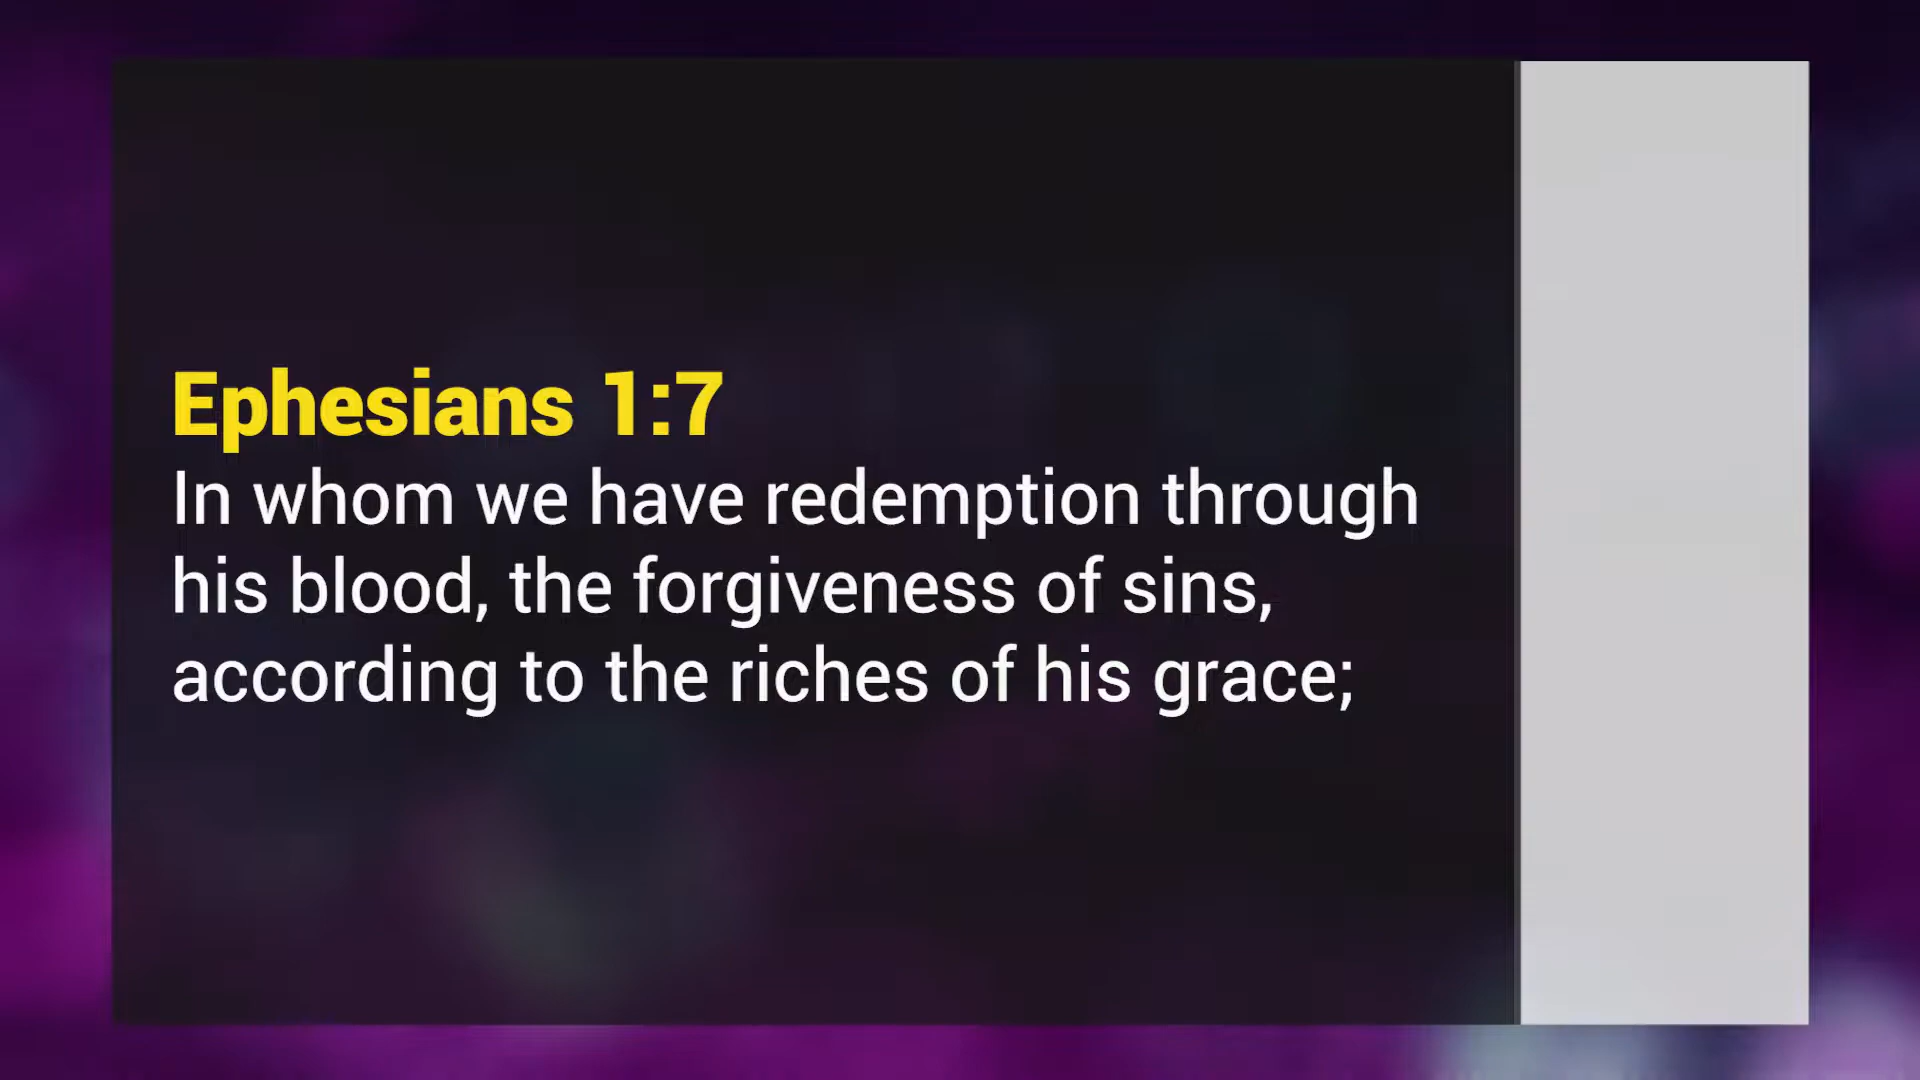 Ephesians 1:7
In whom we have redemption through
his blood, the forgiveness of sins,
according to the riches of his grace;